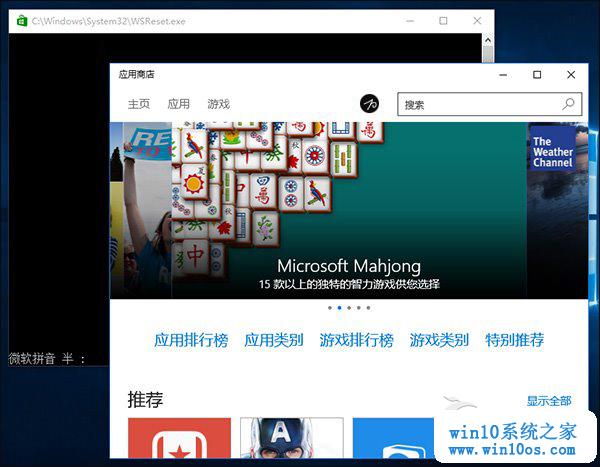 C:\Windows\System32\WSReset.exe
应用商店
主页 应用 游戏
搜索
RE
The
Weather
Channel
Microsoft Mahjong
15 款以上的独特的智力游戏供您选择
应用排行榜 应用类别 游戏排行榜 游戏类别 特别推荐
微软拼音 半 :
推荐 显示全部
win10系统之家
www.win10os.com